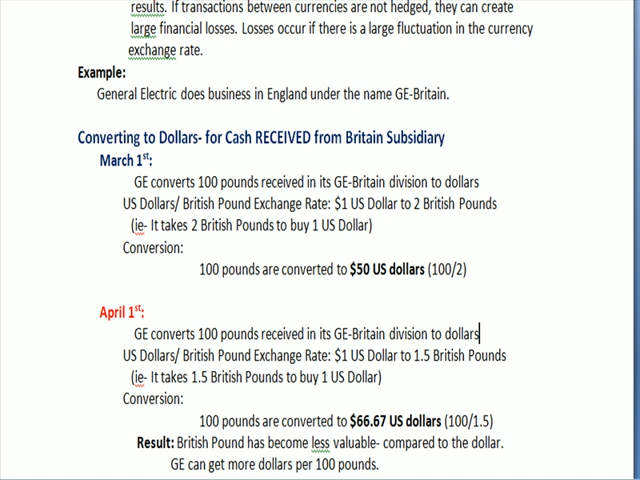 results. If transactions between currencies are not hedged, they can create
large financial losses. Losses occur if there is a large fluctuation in the currency
exchange rate.
Example:
General Electric does business in England under the name GE-Britain.
Converting to Dollars- for Cash RECEIVED from Britain Subsidiary
March 1st:
GE converts 100 pounds received in its GE-Britain division to dollars
US Dollars/ British Pound Exchange Rate: $1 US Dollar to 2 British Pounds
(ie- It takes 2 British Pounds to buy 1 US Dollar)
Conversion:
100 pounds are converted to $50 US dollars (100/2)
April 1st:
GE converts 100 pounds received in its GE-Britain division to dollars
US Dollars/ British Pound Exchange Rate: $1 US Dollar to 1.5 British Pounds
(ie- It takes 1.5 British Pounds to buy 1 US Dollar)
Conversion:
100 pounds are converted to $66.67 US dollars (100/1.5)
Result: British Pound has become less valuable- compared to the dollar.
GE can get more dollars per 100 pounds.